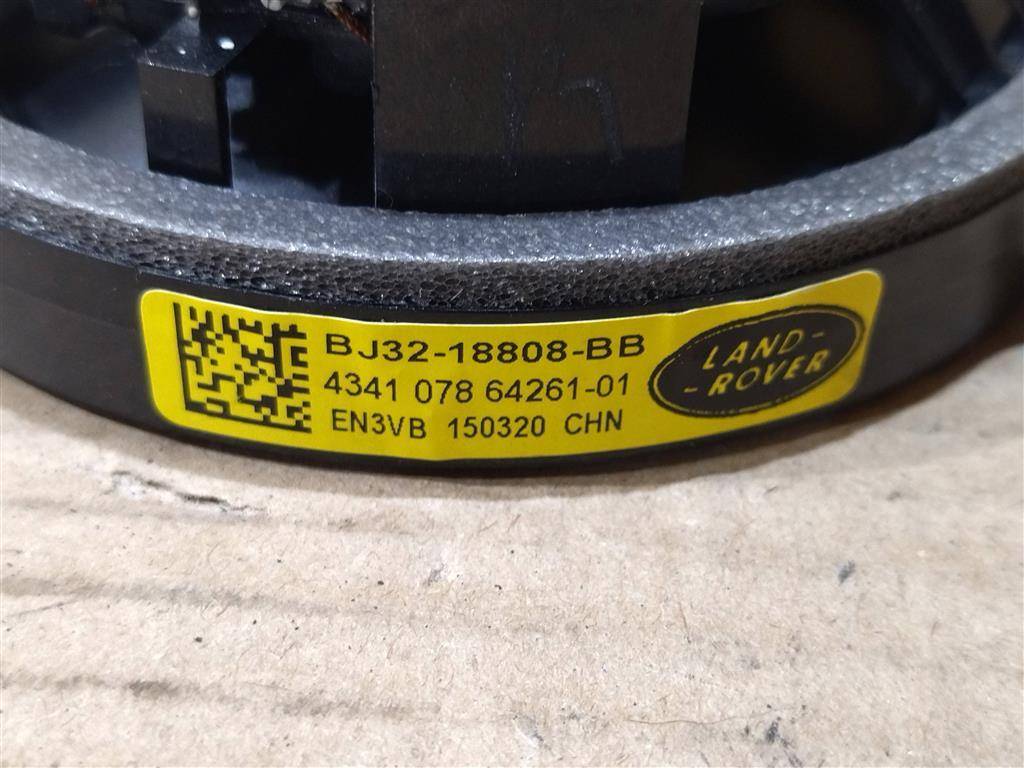 BJ32-18808-BB
4341 078 64261-01
EN3VB 150320 CHN
LAND-
-ROVER